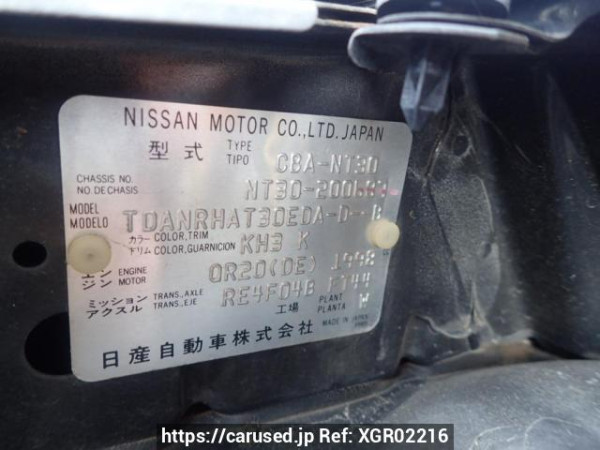 NISSAN MOTOR CO.,LTD.JAPAN
型式 TYPE TIPO CBA-NT30
CHASSIS NO. NO. DE CHASIS
MODEL MODELO TDANRHAT30EDA-D--B
カラー COLOR,TRIM トリム COLOR,GUARNICION KH3 K
エンジン ENGINE MOTOR QR20(DE) 1998
ミッション アクスル TRANS.,AXLE TRANS.,EJE RE4F04B
工場 PLANT PLANTA W
MADE IN JAPAN
日産自動車株式会社
https://carused.jp Ref: XGR02216